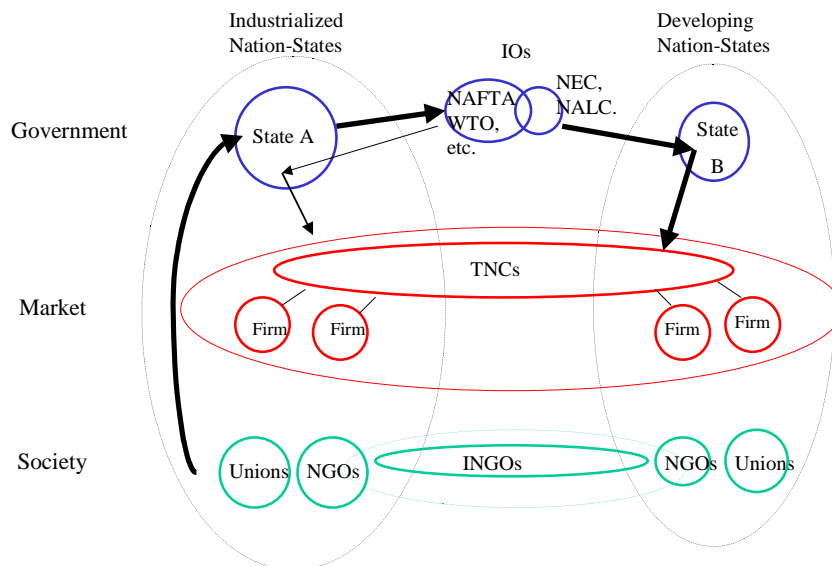 Industrialized
Nation-States
IOs
Developing
Nation-States
Government
State A
NAFTA,
WTO,
etc.
NEC,
NALC.
State
B
Market
TNCs
Firm
Firm
Firm
Firm
Society
Unions
NGOs
INGOs
NGOs
Unions